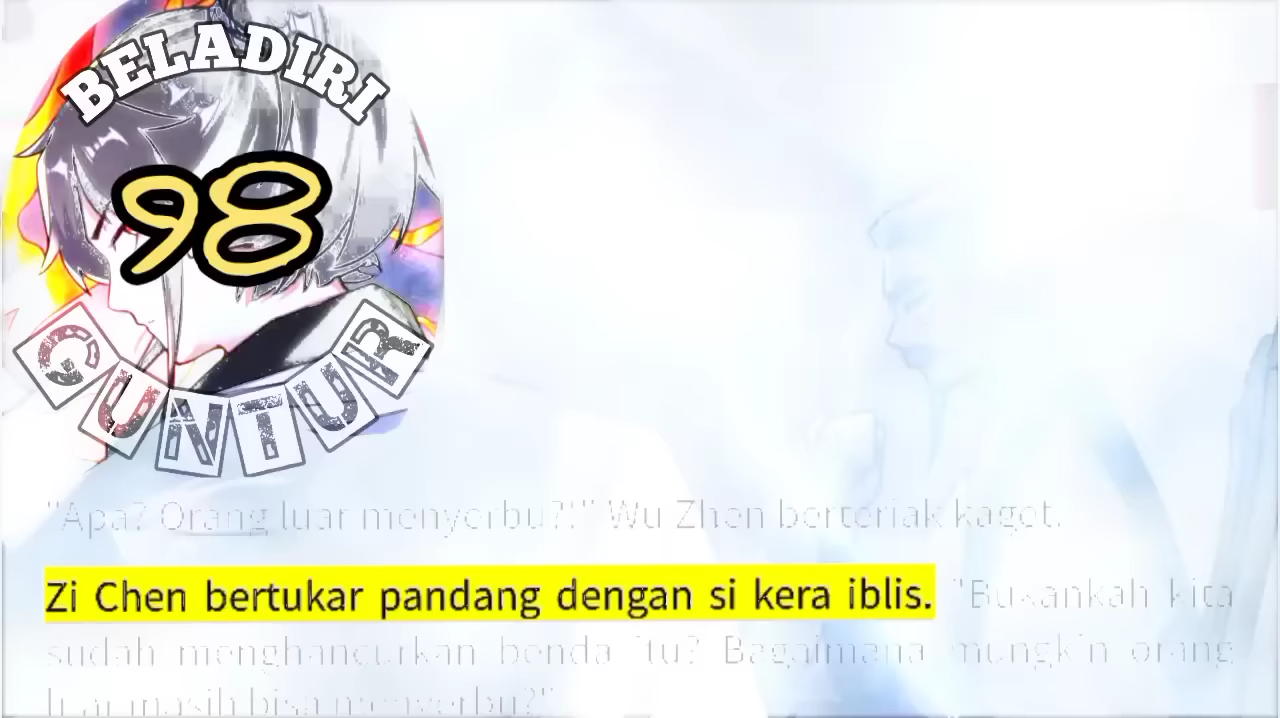 BELADIRI
98
GUNTUR
"Apa? Orang luar menyerbu?!" Wu Zhen berteriak kaget.
Zi Chen bertukar pandang dengan si kera iblis. "Bukankah kita
sudah menghancurkan benda itu? Bagaimana mungkin orang
luar masih bisa menyerbu?"